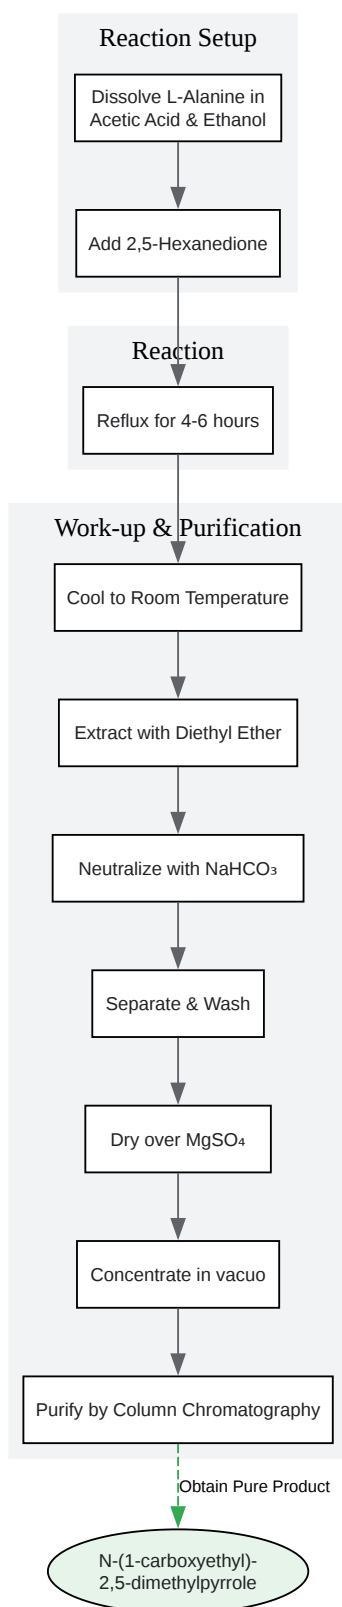 Reaction Setup
Dissolve L-Alanine in
Acetic Acid & Ethanol
Add 2,5-Hexanedione
Reaction
Reflux for 4-6 hours
Work-up & Purification
Cool to Room Temperature
Extract with Diethyl Ether
Neutralize with NaHCO₃
Separate & Wash
Dry over MgSO₄
Concentrate in vacuo
Purify by Column Chromatography
Obtain Pure Product
N-(1-carboxyethyl)-
2,5-dimethylpyrrole